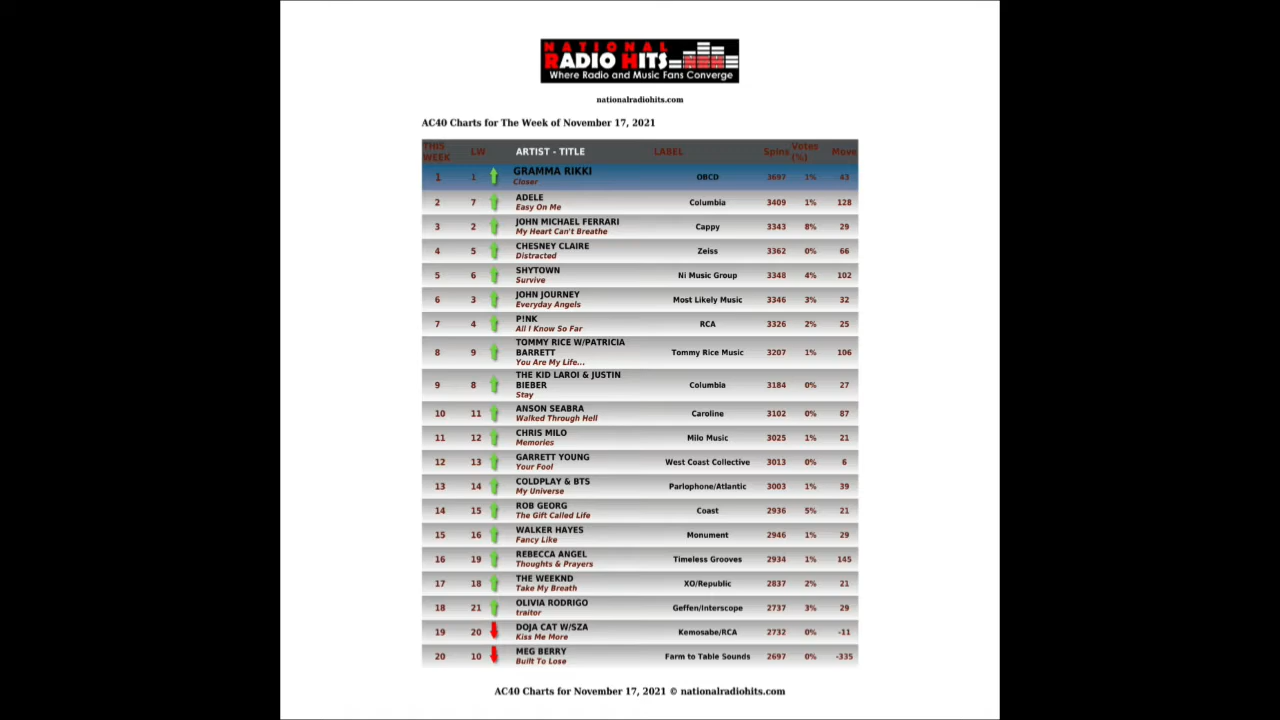 NATIONAL
RADIO HITS
Where Radio and Music Fans Converge
nationalradiohits.com
AC40 Charts for The Week of November 17, 2021
THIS WEEK LW ARTIST - TITLE LABEL Spins Votes (%) Move
1 1 GRAMMA RIKKI OBCD 3697 1% 43
Closer
2 7 ADELE Columbia 3409 1% 128
Easy On Me
3 2 JOHN MICHAEL FERRARI Cappy 3343 8% 29
My Heart Can't Breathe
4 5 CHESNEY CLAIRE Zeiss 3362 0% 66
Distracted
5 6 SHYTOWN Ni Music Group 3348 4% 102
Survive
6 3 JOHN JOURNEY Most Likely Music 3346 3% 32
Everyday Angels
7 4 P!NK RCA 3326 2% 25
All I Know So Far
8 9 TOMMY RICE W/PATRICIA
BARRETT Tommy Rice Music 3207 1% 106
You Are My Life...
9 8 THE KID LAROI & JUSTIN
BIEBER Columbia 3184 0% 27
Stay
10 11 ANSON SEABRA Caroline 3102 0% 87
Walked Through Hell
11 12 CHRIS MILO Milo Music 3025 1% 21
Memories
12 13 GARRETT YOUNG West Coast Collective 3013 0% 6
Your Fool
13 14 COLDPLAY & BTS Parlophone/Atlantic 3003 1% 39
My Universe
14 15 ROB GEORG Coast 2936 5% 21
The Gift Called Life
15 16 WALKER HAYES Monument 2946 1% 29
Fancy Like
16 19 REBECCA ANGEL Timeless Grooves 2934 1% 145
Thoughts & Prayers
17 18 THE WEEKND XO/Republic 2837 2% 21
Take My Breath
18 21 OLIVIA RODRIGO Geffen/Interscope 2737 3% 29
traitor
19 20 DOJA CAT W/SZA Kemosabe/RCA 2732 0% -11
Kiss Me More
20 10 MEG BERRY Farm to Table Sounds 2697 0% -335
Built To Lose
AC40 Charts for November 17, 2021 © nationalradiohits.com